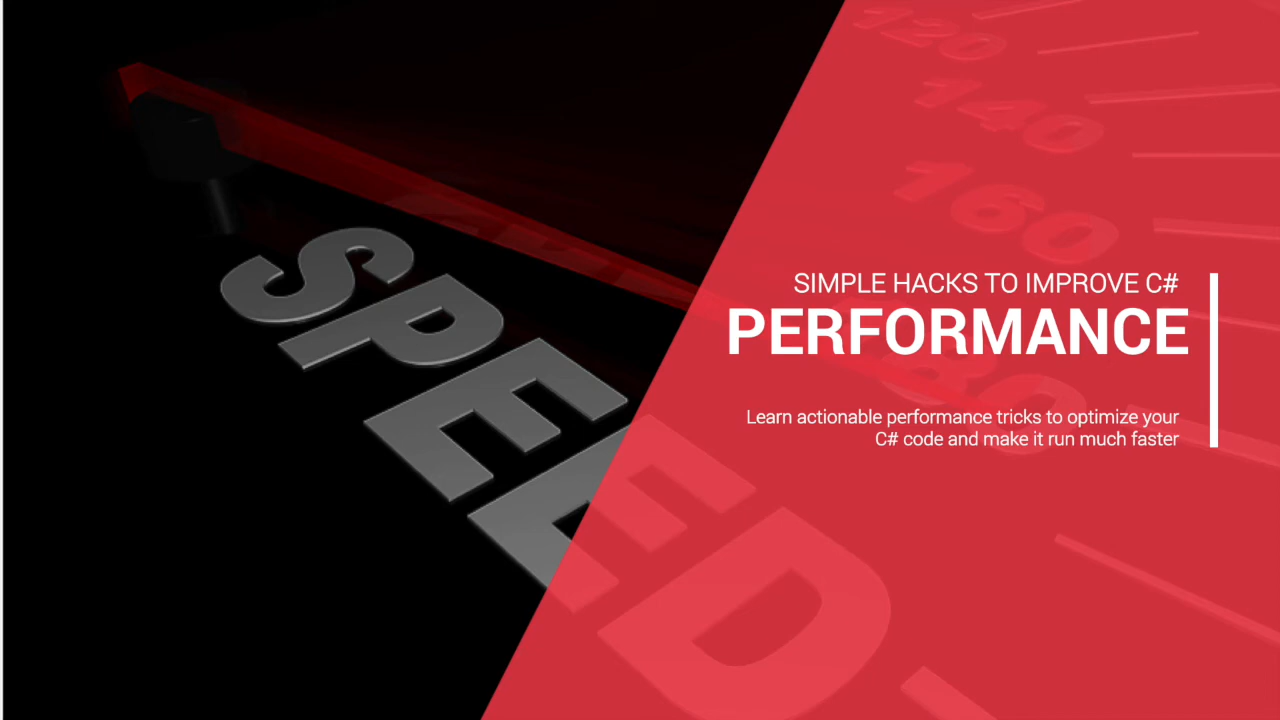 120
140
160
180
SPEED
SIMPLE HACKS TO IMPROVE C#
PERFORMANCE
Learn actionable performance tricks to optimize your
C# code and make it run much faster